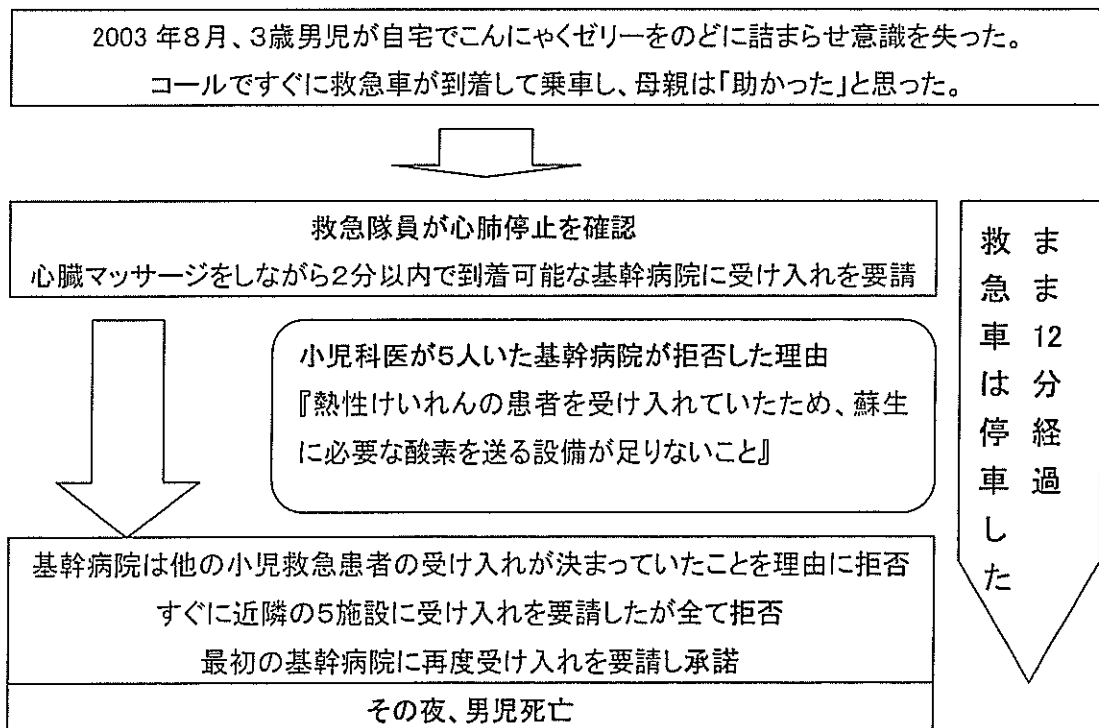 2003年8月、3歳男児が自宅でこんにゃくゼリーをのどに詰まらせ意識を失った。
コールですぐに救急車が到着して乗車し、母親は「助かった」と思った。
救急隊員が心肺停止を確認
心臓マッサージをしながら2分以内で到着可能な基幹病院に受け入れを要請
小児科医が5人いた基幹病院が拒否した理由
『熱性けいれんの患者を受け入れていたため、蘇生
に必要な酸素を送る設備が足りないこと』
救急車は停車した
まま12分経過
基幹病院は他の小児救急患者の受け入れが決まっていたことを理由に拒否
すぐに近隣の5施設に受け入れを要請したが全て拒否
最初の基幹病院に再度受け入れを要請し承諾
その夜、男児死亡